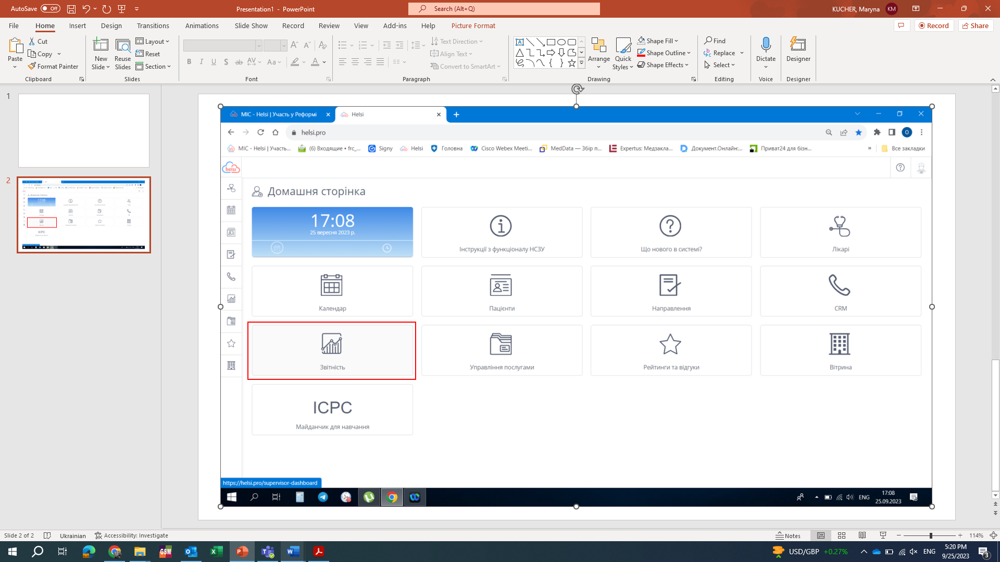 AutoSave Off
Presentation1 - PowerPoint
Search (Alt+Q)
KUCHER, Maryna KM
File Home Insert Design Transitions Animations Slide Show Record Review View Add-ins Help Picture Format
Record Share
Paste
Cut
Copy
Format Painter
Clipboard
New Slide
Reuse Slides
Layout
Reset
Section
Slides
Font
Text Direction
Align Text
Convert to SmartArt
Paragraph
Arrange
Quick Styles
Shape Fill
Shape Outline
Shape Effects
Drawing
Find
Replace
Select
Editing
Dictate
Voice
Designer
Designer
1
2
МІС - Helsi | Участь у Реформі
Helsi
helsi.pro
О
МІС - Helsi | Участь...
(6) Входящие • frc_...
Signy
Helsi
Головна
Cisco Webex Meeti...
MedData — Збір п...
Expertus: Медзакла...
Документ.Онлайн:...
Приват24 для бізн...
»
Все закладки
helsi
Домашня сторінка
17:08
25 вересня 2023 р.
Інструкції з функціоналу НСЗУ
Що нового в системі?
Лікарі
Календар
Пацієнти
Направлення
CRM
Звітність
Управління послугами
Рейтинги та відгуки
Вітрина
ICPC
Майданчик для навчання
https://helsi.pro/supervisor-dashboard
ENG
17:08
25.09.2023
Slide 2 of 2
Ukrainian
Accessibility: Investigate
Notes
114%
GSM
USD/GBP +0.27%
ENG
5:20 PM
9/25/2023
3